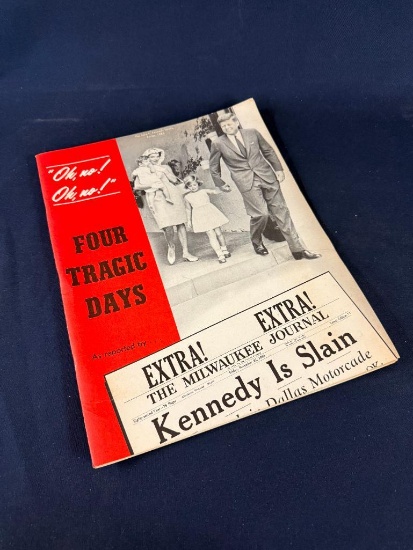 "Oh, no!
Oh, no!"
FOUR
TRAGIC
DAYS
As reported by:
EXTRA! EXTRA!
THE MILWAUKEE JOURNAL
Kennedy Is Slain
Dallas Motorcade